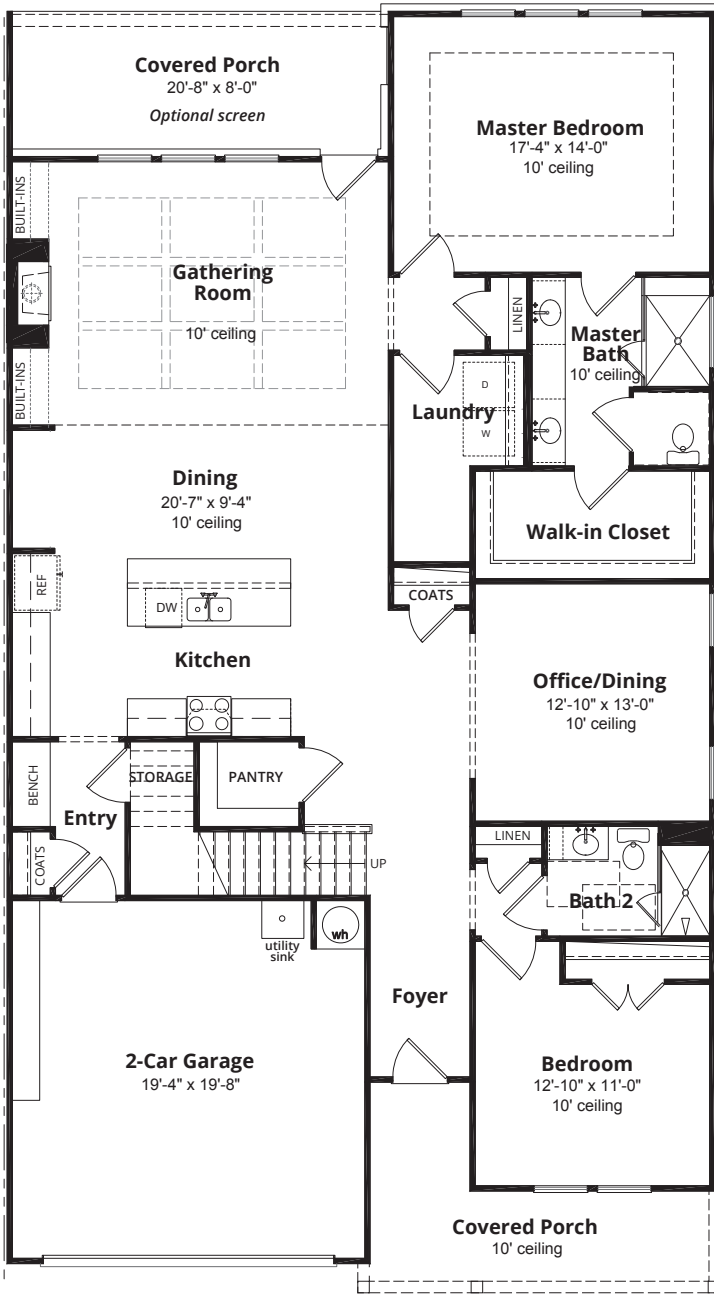 Covered Porch
20'-8" x 8'-0"
Optional screen
Master Bedroom
17'-4" x 14'-0"
10' ceiling
BUILT-INS
Gathering
Room
10' ceiling
BUILT-INS
LINEN
Master
Bath
10' ceiling
D
Laundry
W
Dining
20'-7" x 9'-4"
10' ceiling
Walk-in Closet
REF
DW
COATS
Kitchen
Office/Dining
12'-10" x 13'-0"
10' ceiling
BENCH
STORAGE
PANTRY
Entry
COATS
UP
LINEN
Bath 2
utility
sink
wh
Foyer
2-Car Garage
19'-4" x 19'-8"
Bedroom
12'-10" x 11'-0"
10' ceiling
Covered Porch
10' ceiling